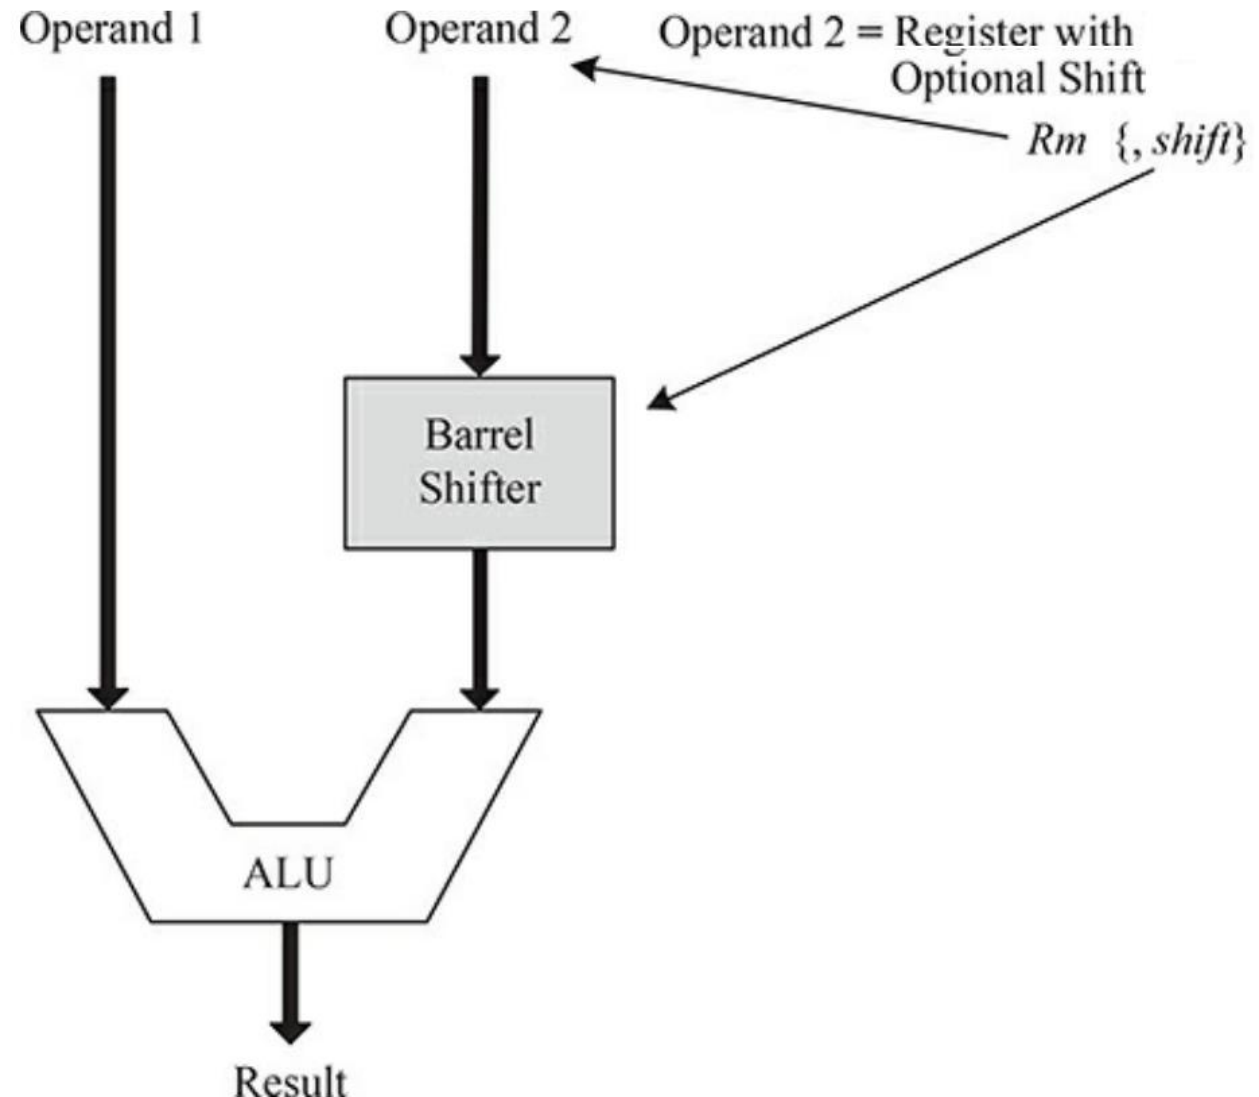 Operand 1
Operand 2
Operand 2 = Register with
Optional Shift
Rm {, shift}
Barrel
Shifter
ALU
Result